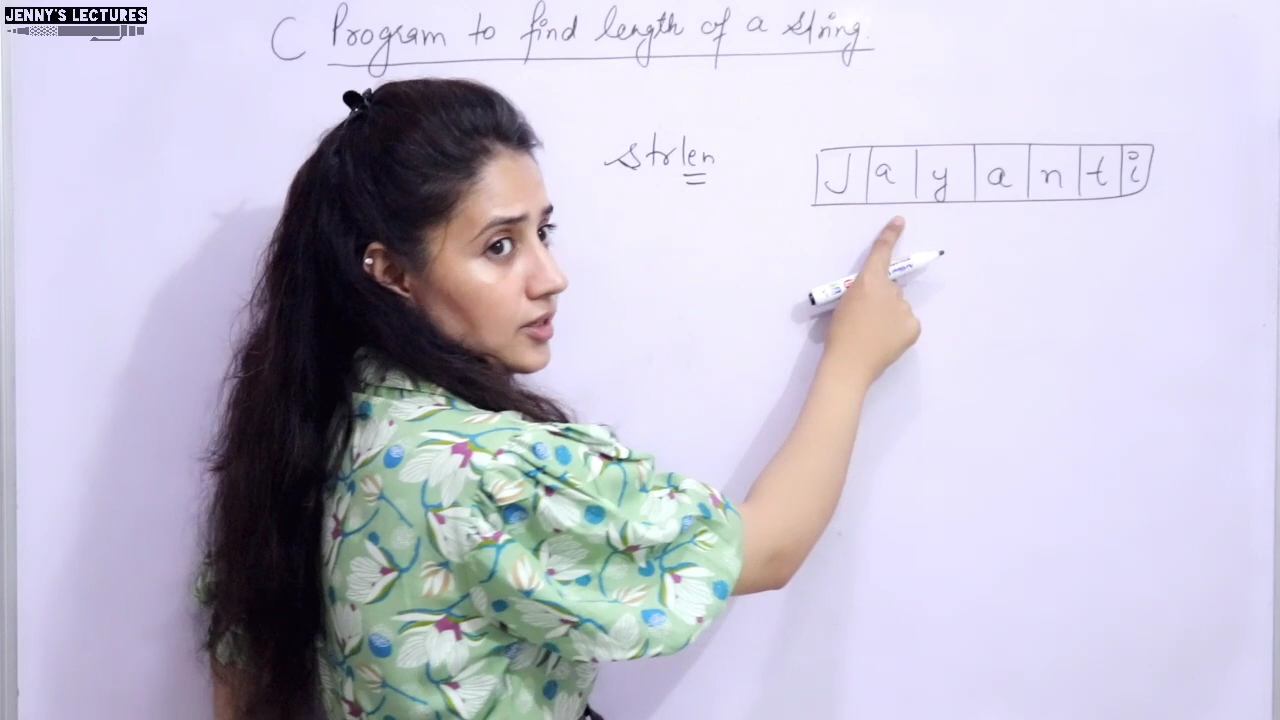 JENNY'S LECTURES
C Program to find length of a string.
strlen
J a y a n t i